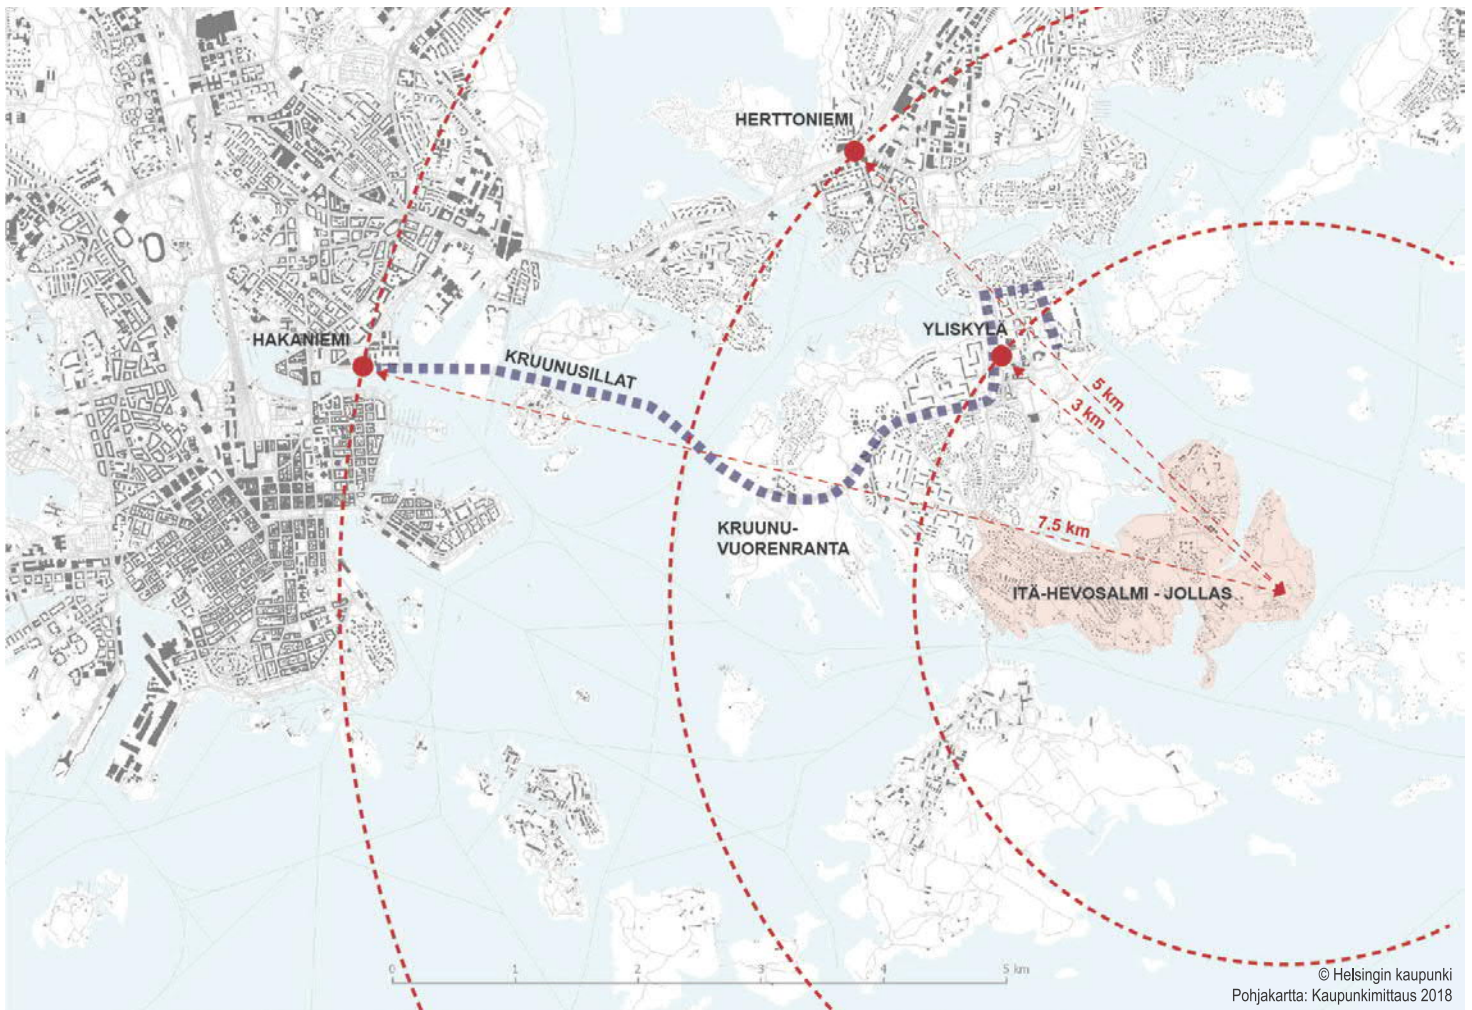 HERTTONIEMI
HAKANIEMI
KRUUNUSILLAT
YLISKYLÄ
5 km
3 km
7.5 km
KRUUNU-
VUORENRANTA
ITÄ-HEVOSALMI - JOLLAS
0 1 2 3 4 5 km
© Helsingin kaupunki
Pohjakartta: Kaupunkimittaus 2018